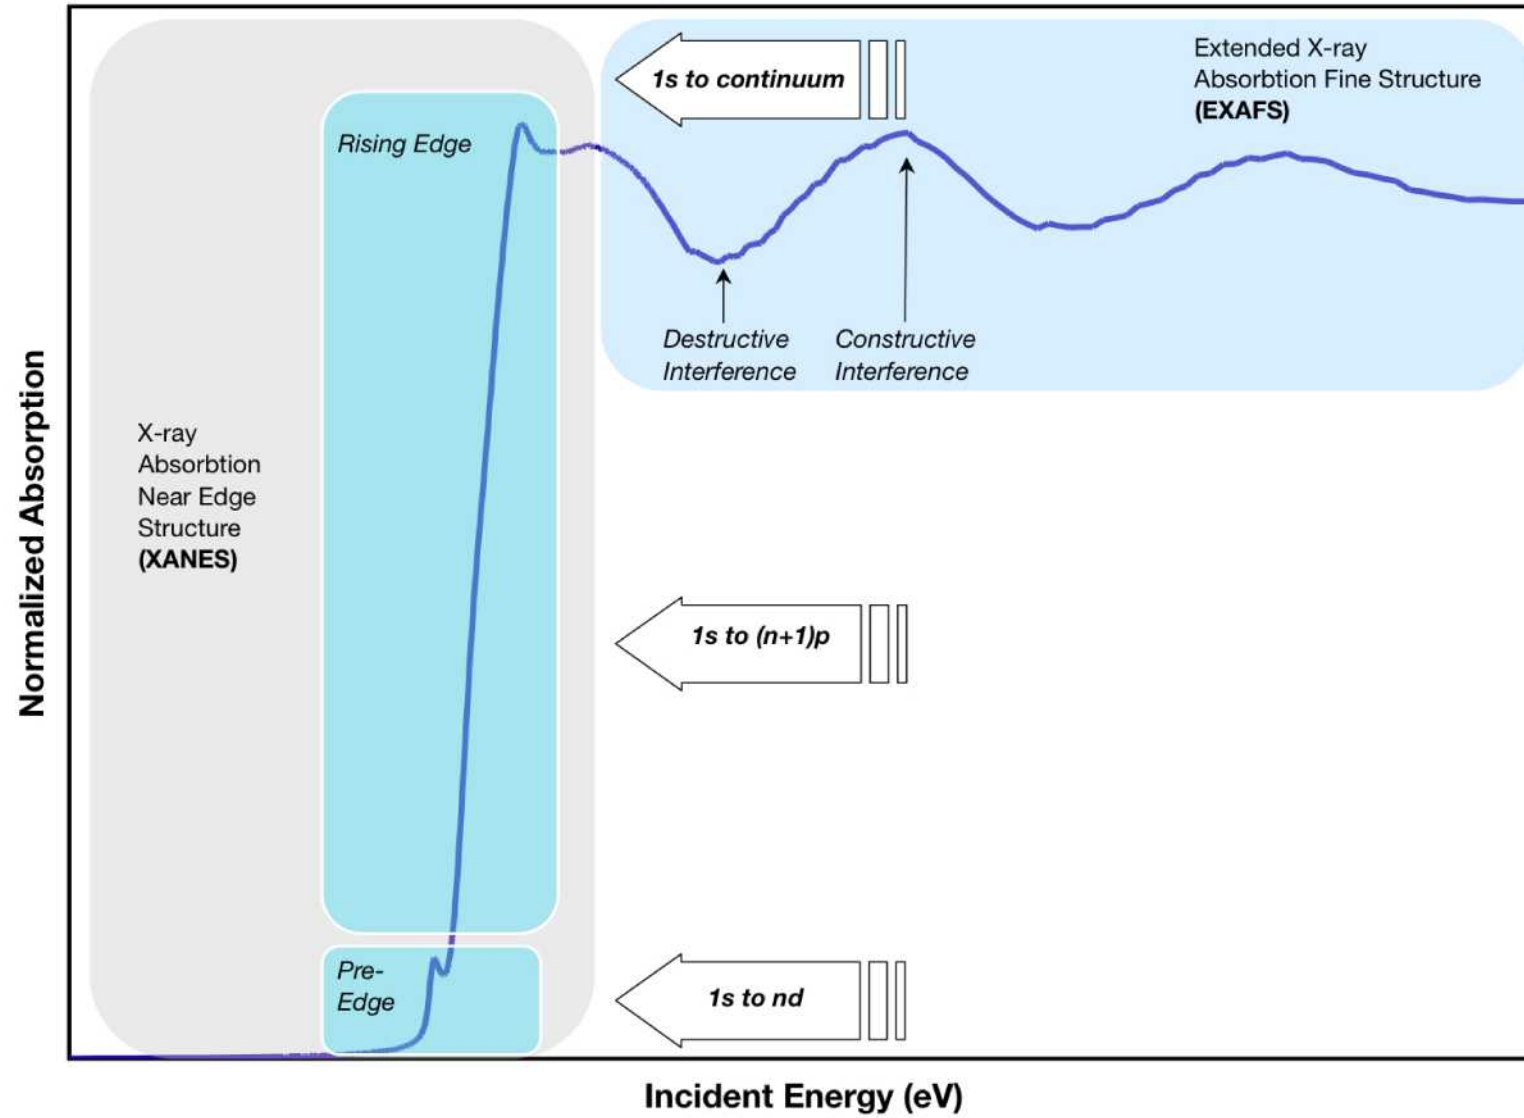 1s to continuum
Extended X-ray
Absorbtion Fine Structure
(EXAFS)
Rising Edge
Destructive
Interference
Constructive
Interference
Normalized Absorption
X-ray
Absorbtion
Near Edge
Structure
(XANES)
1s to (n+1)p
Pre-
Edge
1s to nd
Incident Energy (eV)